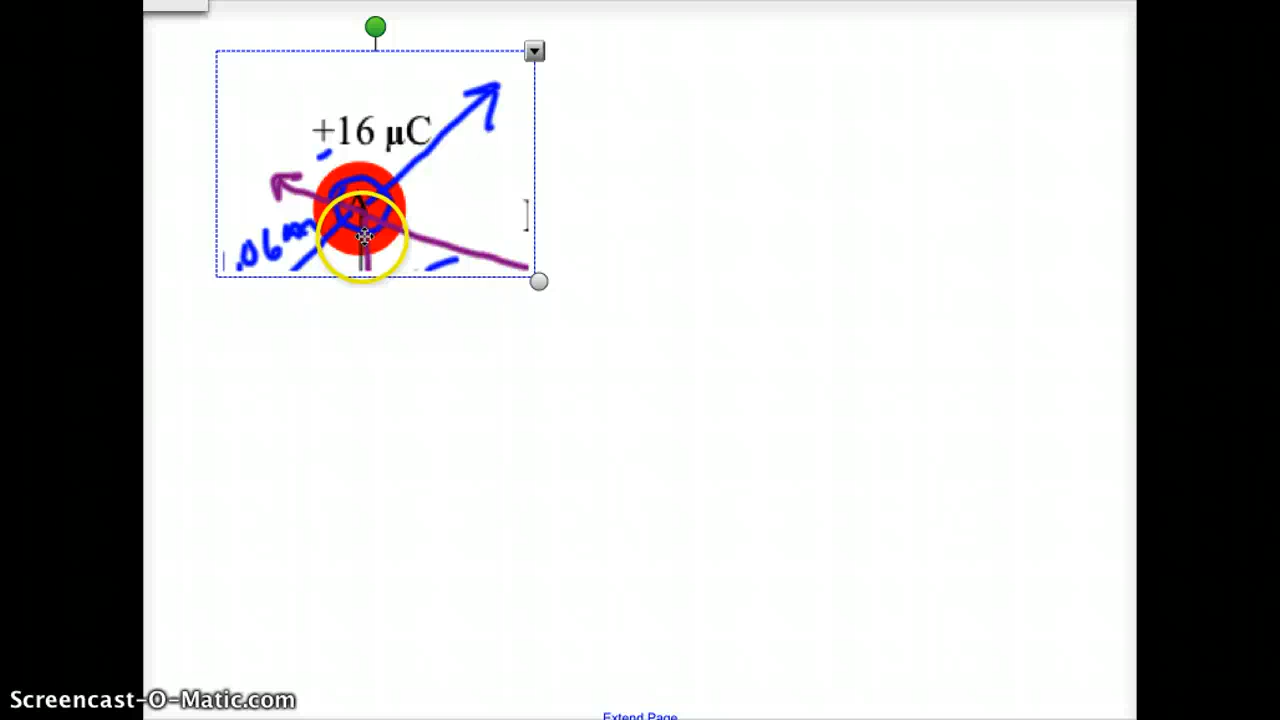 +16 μC
A
.06m
Extend Page
Screencast-O-Matic.com